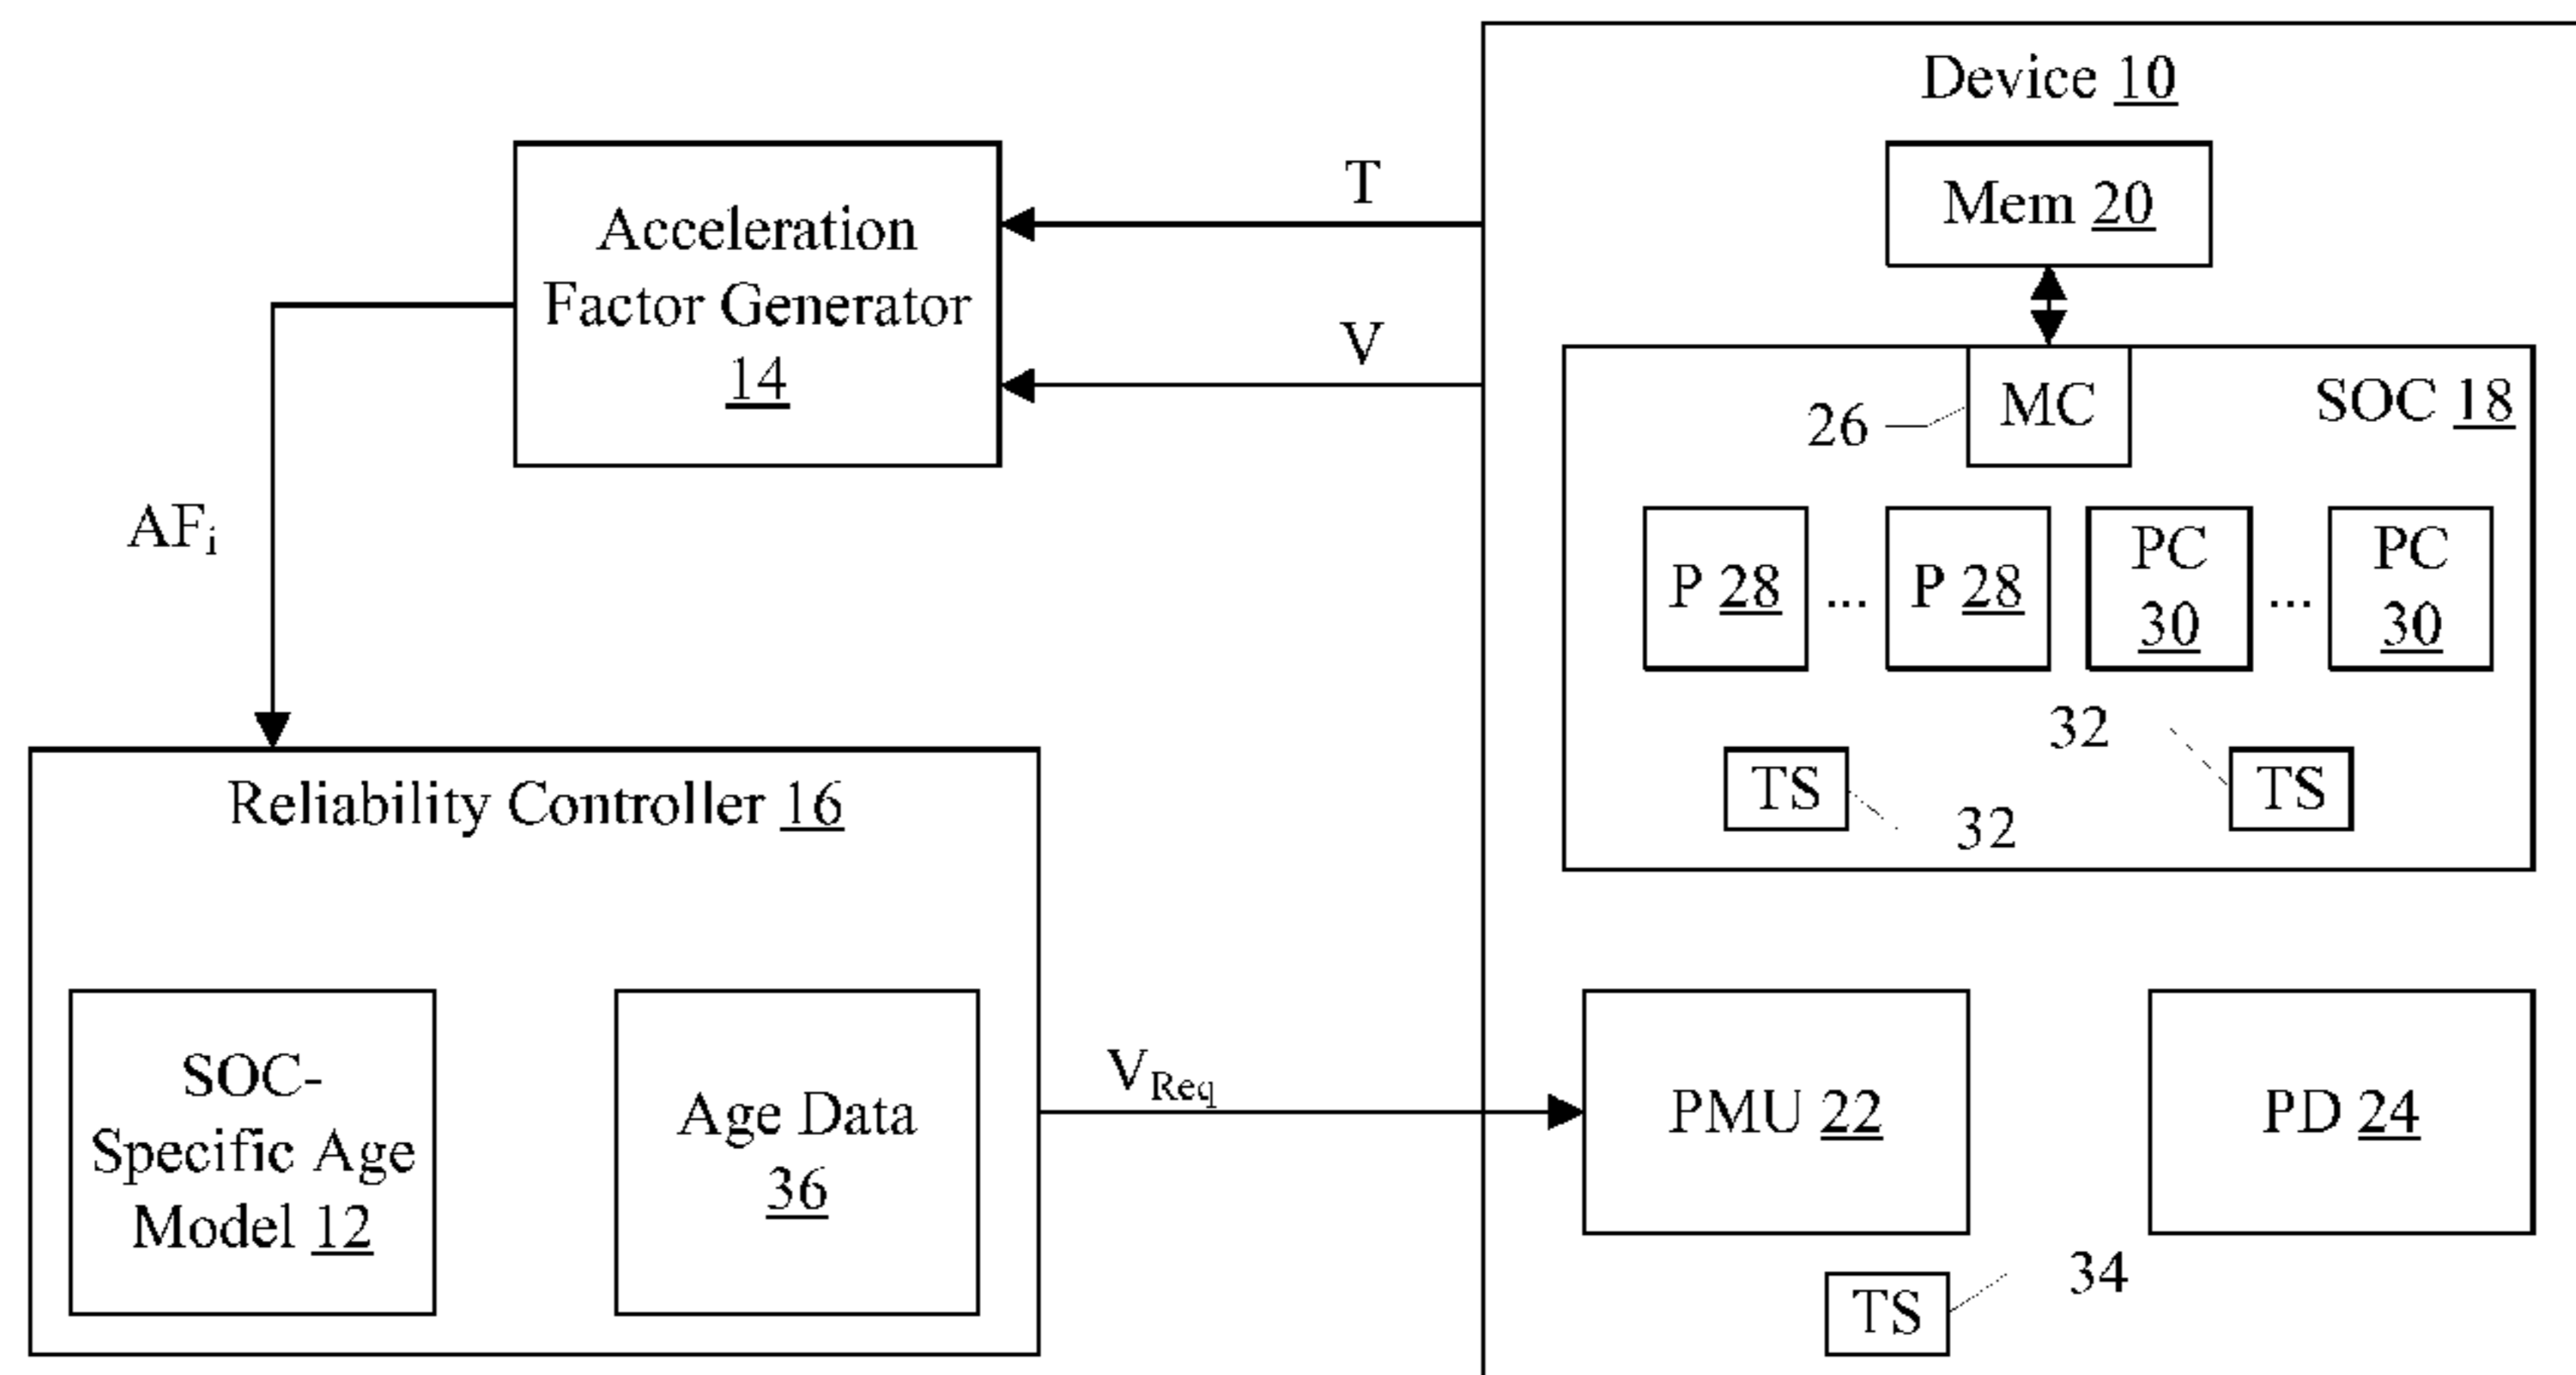 Device 10
Mem 20
T
Acceleration
Factor Generator
14
V
MC
SOC 18
26
AFi
P 28
...
P 28
PC
30
...
PC
30
32
TS
TS
32
Reliability Controller 16
SOC-
Specific Age
Model 12
Age Data
36
VReq
PMU 22
PD 24
34
TS